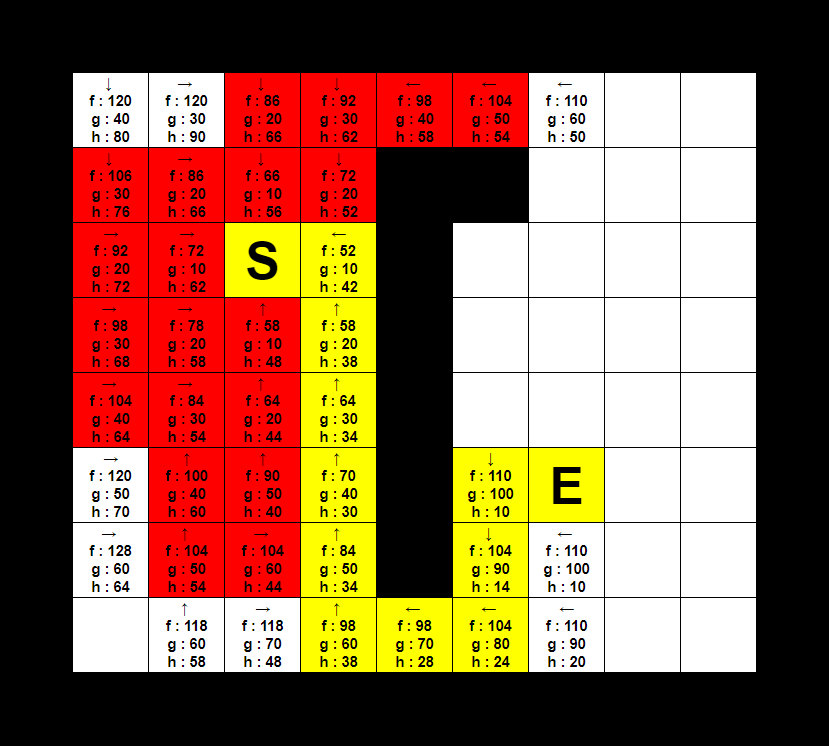 ↓ → ↓ ↓ ← ← ←
f : 120 f : 120 f : 86 f : 92 f : 98 f : 104 f : 110
g : 40 g : 30 g : 20 g : 30 g : 40 g : 50 g : 60
h : 80 h : 90 h : 66 h : 62 h : 58 h : 54 h : 50
↓ → ↓ ↓
f : 106 f : 86 f : 66 f : 72
g : 30 g : 20 g : 10 g : 20
h : 76 h : 66 h : 56 h : 52
→ → ←
f : 92 f : 72 S f : 52
g : 20 g : 10 g : 10
h : 72 h : 62 h : 42
→ → ↑ ↑
f : 98 f : 78 f : 58 f : 58
g : 30 g : 20 g : 10 g : 20
h : 68 h : 58 h : 48 h : 38
→ → ↑ ↑
f : 104 f : 84 f : 64 f : 64
g : 40 g : 30 g : 20 g : 30
h : 64 h : 54 h : 44 h : 34
→ ↑ ↑ ↑ ↓
f : 120 f : 100 f : 90 f : 70 f : 110 E
g : 50 g : 40 g : 50 g : 40 g : 100
h : 70 h : 60 h : 40 h : 30 h : 10
→ ↑ → ↑ ↓ ←
f : 128 f : 104 f : 104 f : 84 f : 104 f : 110
g : 60 g : 50 g : 60 g : 50 g : 90 g : 100
h : 64 h : 54 h : 44 h : 34 h : 14 h : 10
↑ → ↑ ← ← ←
f : 118 f : 118 f : 98 f : 98 f : 104 f : 110
g : 60 g : 70 g : 60 g : 70 g : 80 g : 90
h : 58 h : 48 h : 38 h : 28 h : 24 h : 20